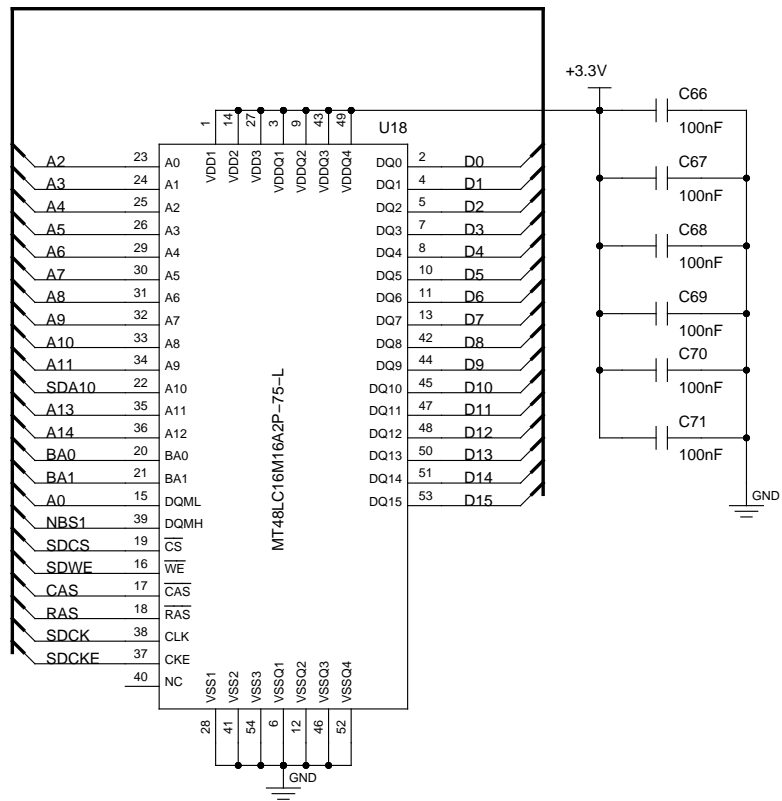 +3.3V
C66
100nF
C67
100nF
C68
100nF
C69
100nF
C70
100nF
C71
100nF
GND
U18
1 14 27 3 9 43 49
VDD1 VDD2 VDD3 VDDQ1 VDDQ2 VDDQ3 VDDQ4
A2 23 A0 DQ0 2 D0
A3 24 A1 DQ1 4 D1
A4 25 A2 DQ2 5 D2
A5 26 A3 DQ3 7 D3
A6 29 A4 DQ4 8 D4
A7 30 A5 DQ5 10 D5
A8 31 A6 DQ6 11 D6
A9 32 A7 DQ7 13 D7
A10 33 A8 DQ8 42 D8
A11 34 A9 DQ9 44 D9
SDA10 22 A10 DQ10 45 D10
A13 35 A11 DQ11 47 D11
A14 36 A12 DQ12 48 D12
BA0 20 BA0 DQ13 50 D13
BA1 21 BA1 DQ14 51 D14
A0 15 DQML DQ15 53 D15
NBS1 39 DQMH
SDCS 19 CS
SDWE 16 WE
CAS 17 CAS
RAS 18 RAS
SDCK 38 CLK
SDCKE 37 CKE
40 NC
MT48LC16M16A2P-75-L
VSS1 VSS2 VSS3 VSSQ1 VSSQ2 VSSQ3 VSSQ4
28 41 54 6 12 46 52
GND